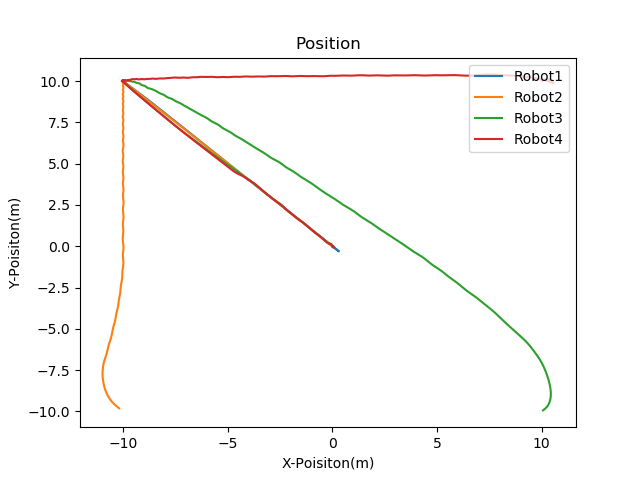 Position
Robot1
Robot2
Robot3
Robot4
10.0
7.5
5.0
2.5
0.0
−2.5
−5.0
−7.5
−10.0
Y-Poisiton(m)
−10
−5
0
5
10
X-Poisiton(m)